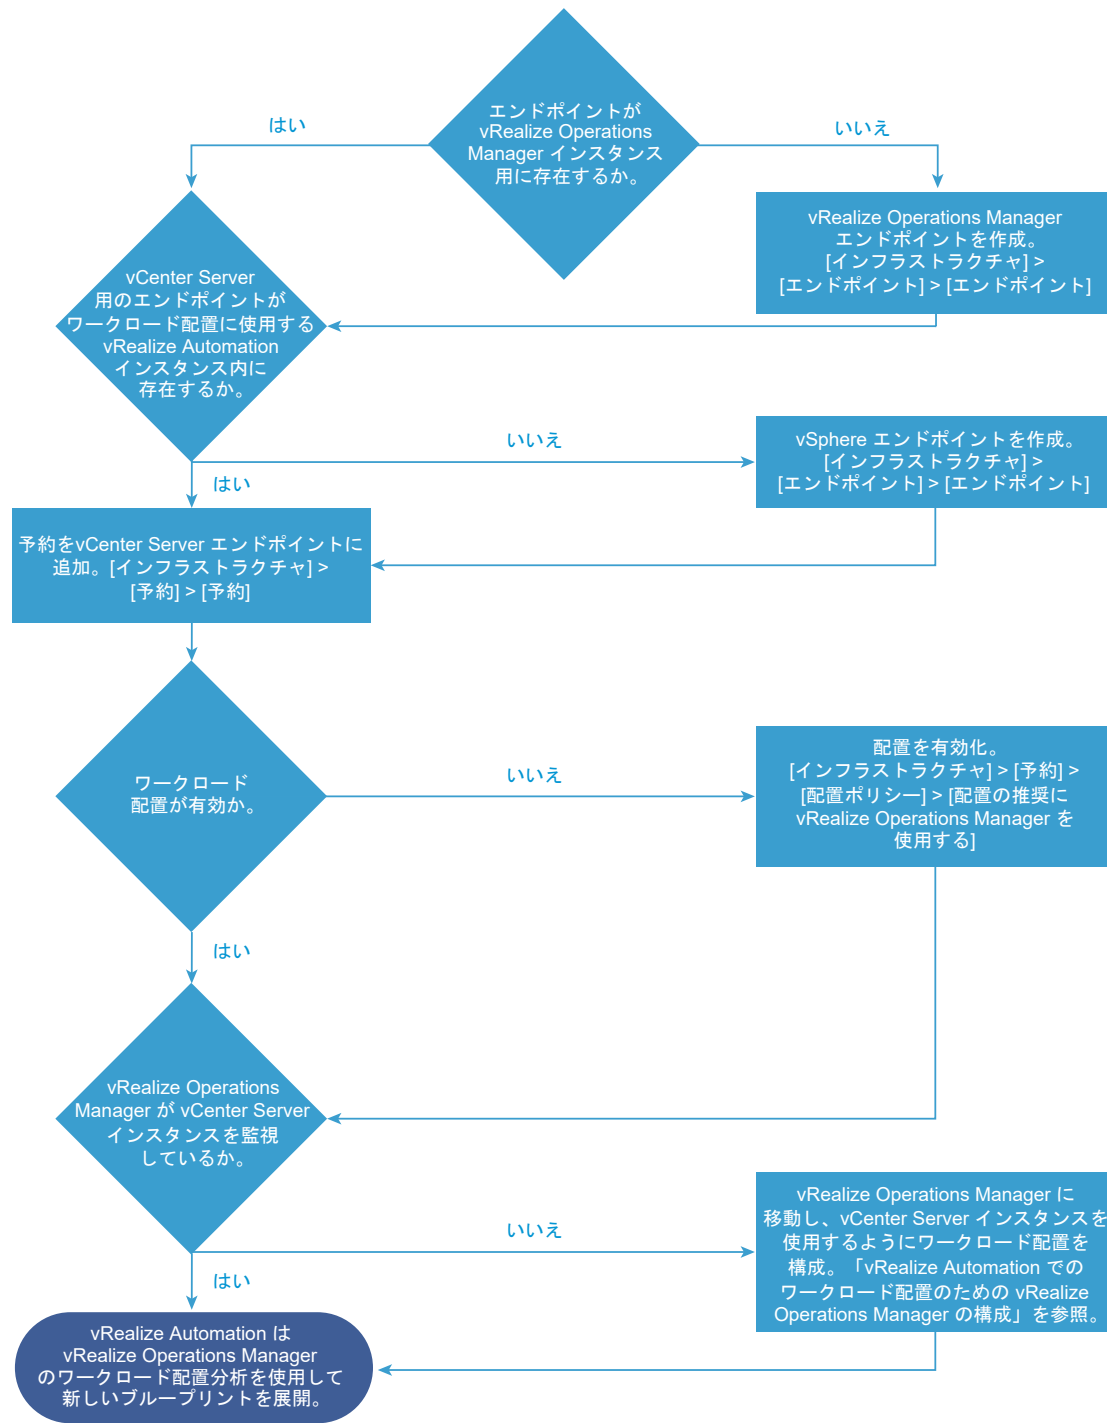 エンドポイントが
vRealize Operations
Manager インスタンス
用に存在するか。
はい
いいえ
vRealize Operations Manager
エンドポイントを作成。
[インフラストラクチャ] >
[エンドポイント] > [エンドポイント]
vCenter Server
用のエンドポイントが
ワークロード配置に使用する
vRealize Automation
インスタンス内に
存在するか。
いいえ
はい
vSphere エンドポイントを作成。
[インフラストラクチャ] >
[エンドポイント] > [エンドポイント]
予約をvCenter Server エンドポイントに
追加。[インフラストラクチャ] >
[予約] > [予約]
ワークロード
配置が有効か。
いいえ
はい
配置を有効化。
[インフラストラクチャ] > [予約] >
[配置ポリシー] > [配置の推奨に
vRealize Operations Manager を
使用する]
vRealize Operations
Manager が vCenter Server
インスタンスを監視
しているか。
いいえ
はい
vRealize Operations Manager に
移動し、vCenter Server インスタンスを
使用するようにワークロード配置を
構成。「vRealize Automation での
ワークロード配置のための vRealize
Operations Manager の構成」を参照。
vRealize Automation は
vRealize Operations Manager
のワークロード配置分析を使用して
新しいブループリントを展開。